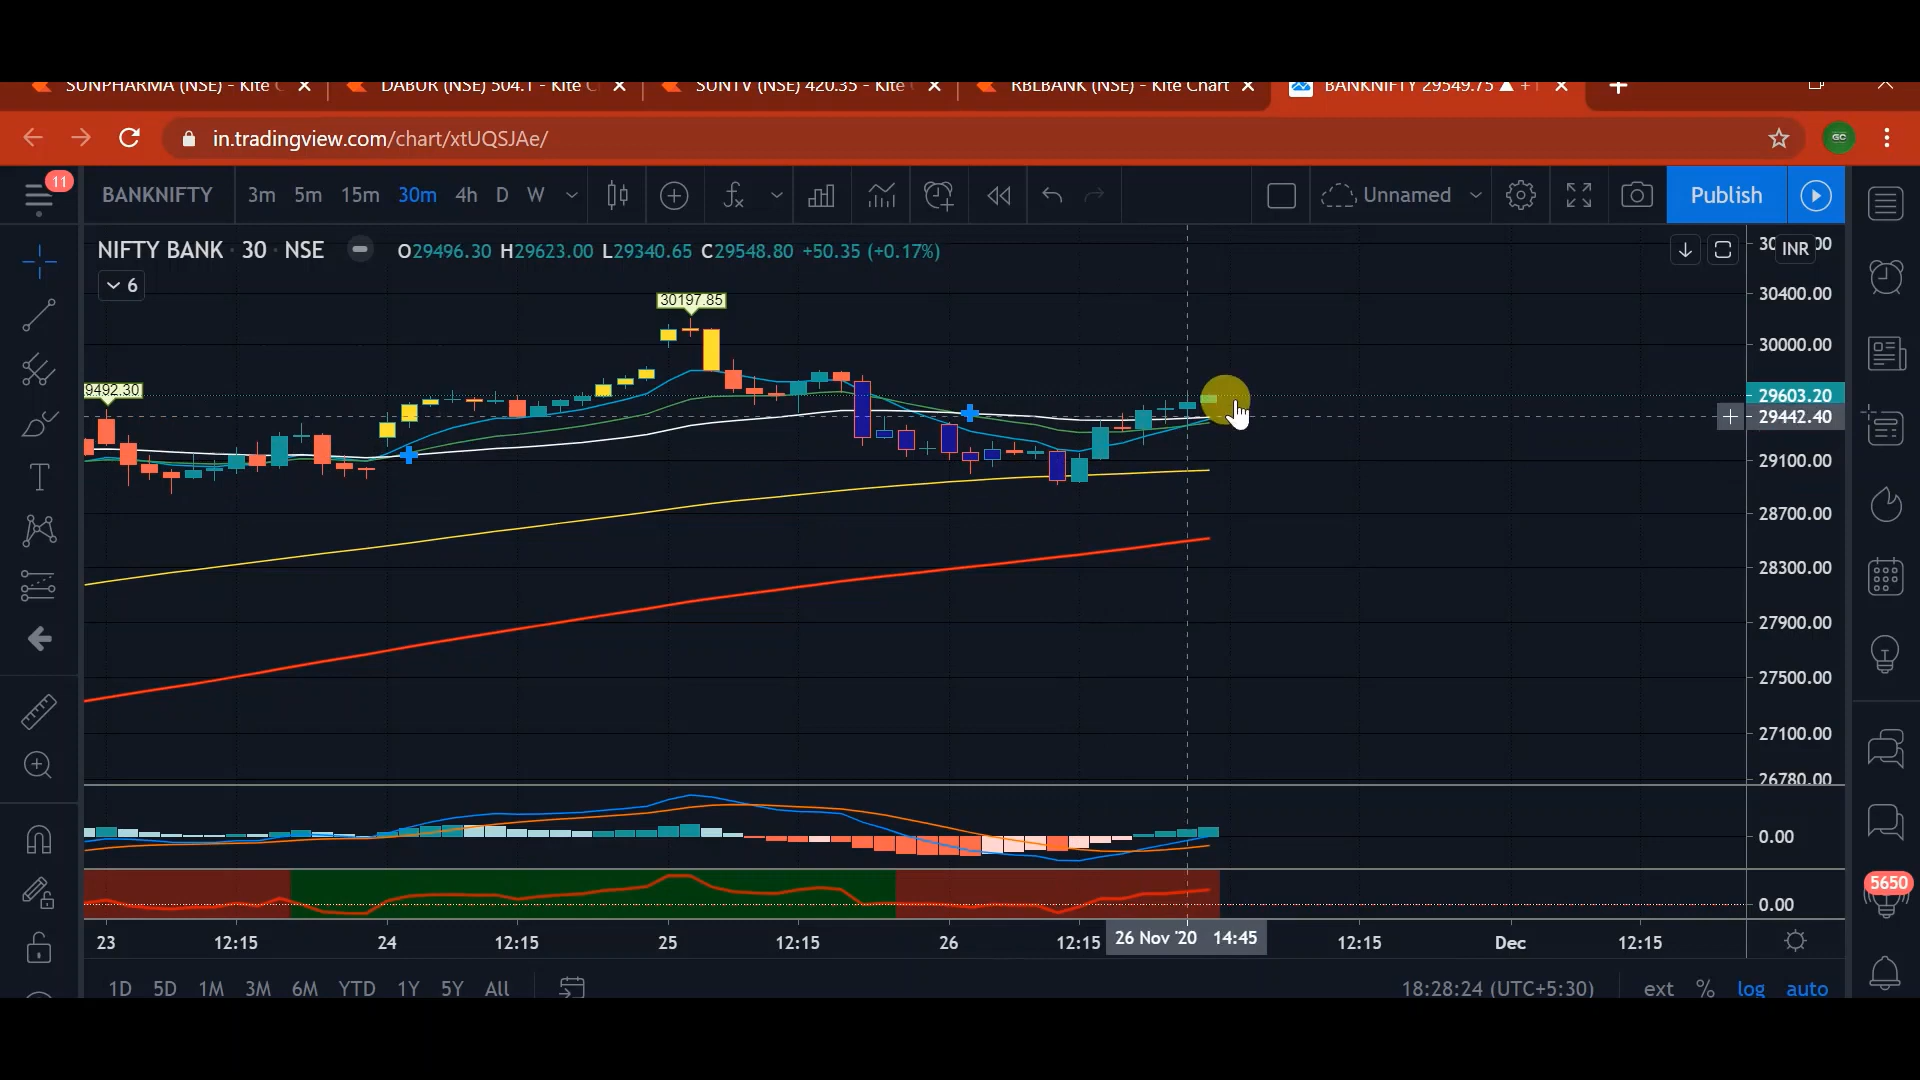 SUNPHARMA (NSE) - Kite C
DABUR (NSE) 504.1 - Kite C
SUNTV (NSE) 420.35 - Kite
RBLBANK (NSE) - Kite Chart
BANKNIFTY 29549.75 ▲ +1
in.tradingview.com/chart/xtUQSJAe/
GC
11
BANKNIFTY 3m 5m 15m 30m 4h D W
Unnamed
Publish
NIFTY BANK · 30 · NSE
O29496.30 H29623.00 L29340.65 C29548.80 +50.35 (+0.17%)
INR
6
30197.85
9492.30
30400.00
30000.00
29603.20
29442.40
29100.00
28700.00
28300.00
27900.00
27500.00
27100.00
26780.00
0.00
0.00
5650
23 12:15 24 12:15 25 12:15 26 12:15 26 Nov '20 14:45 12:15 Dec 12:15
1D 5D 1M 3M 6M YTD 1Y 5Y All
18:28:24 (UTC+5:30) ext % log auto